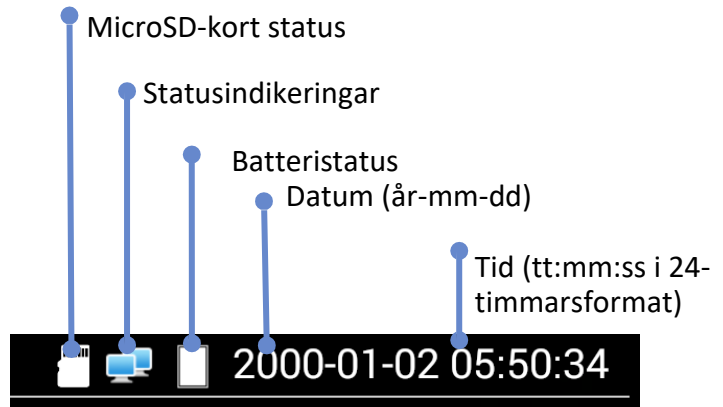 MicroSD-kort status
Statusindikeringar
Batteristatus
Datum (år-mm-dd)
Tid (tt:mm:ss i 24-
timmarsformat)
2000-01-02 05:50:34